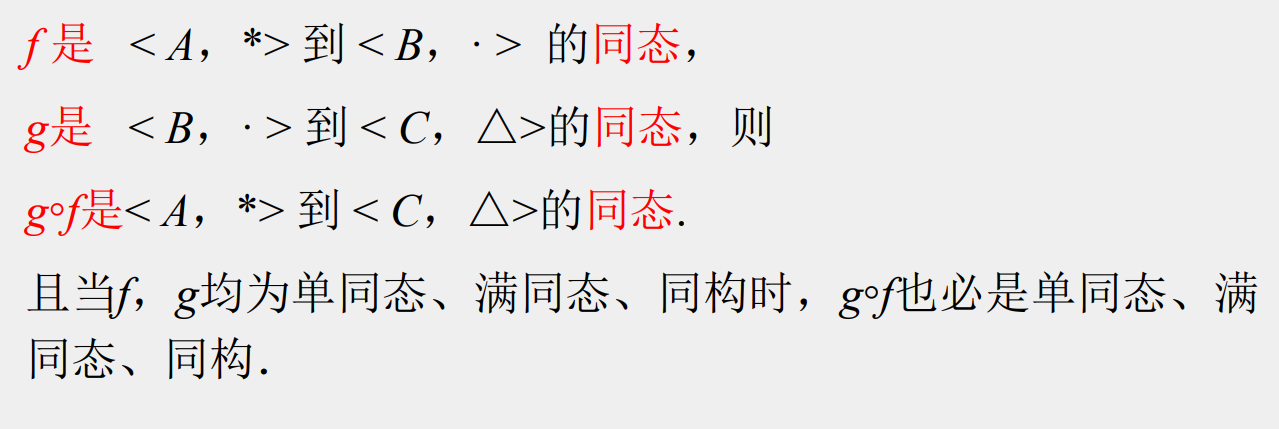 f 是 < A，*> 到 < B，· > 的同态，
g是 < B，· > 到 < C，△>的同态，则
g∘f是< A，*> 到 < C，△>的同态.
且当f，g均为单同态、满同态、同构时，g∘f也必是单同态、满
同态、同构.